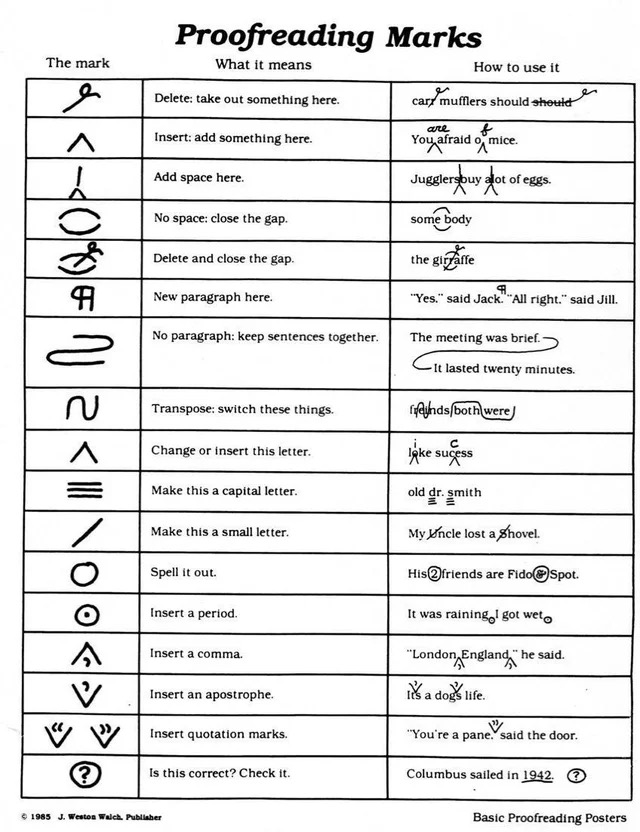 Proofreading Marks
The mark What it means How to use it
Delete: take out something here. carr mufflers should should
Insert: add something here. You are afraid o f mice.
Add space here. Jugglersbuy alot of eggs.
No space: close the gap. some body
Delete and close the gap. the girraffe
¶ New paragraph here. "Yes." said Jack. ¶ "All right." said Jill.
No paragraph: keep sentences together. The meeting was brief.
It lasted twenty minutes.
Transpose: switch these things. both were
Change or insert this letter. i ke suc ess
Make this a capital letter. old dr. smith
Make this a small letter. My Uncle lost a Shovel.
Spell it out. His 2 friends are Fido & Spot.
Insert a period. It was raining I got wet
Insert a comma. "London, England," he said.
Insert an apostrophe. It's a dog's life.
“ ” Insert quotation marks. "You're a pane." said the door.
? Is this correct? Check it. Columbus sailed in 1942. ?
© 1985 J. Weston Walch, Publisher Basic Proofreading Posters